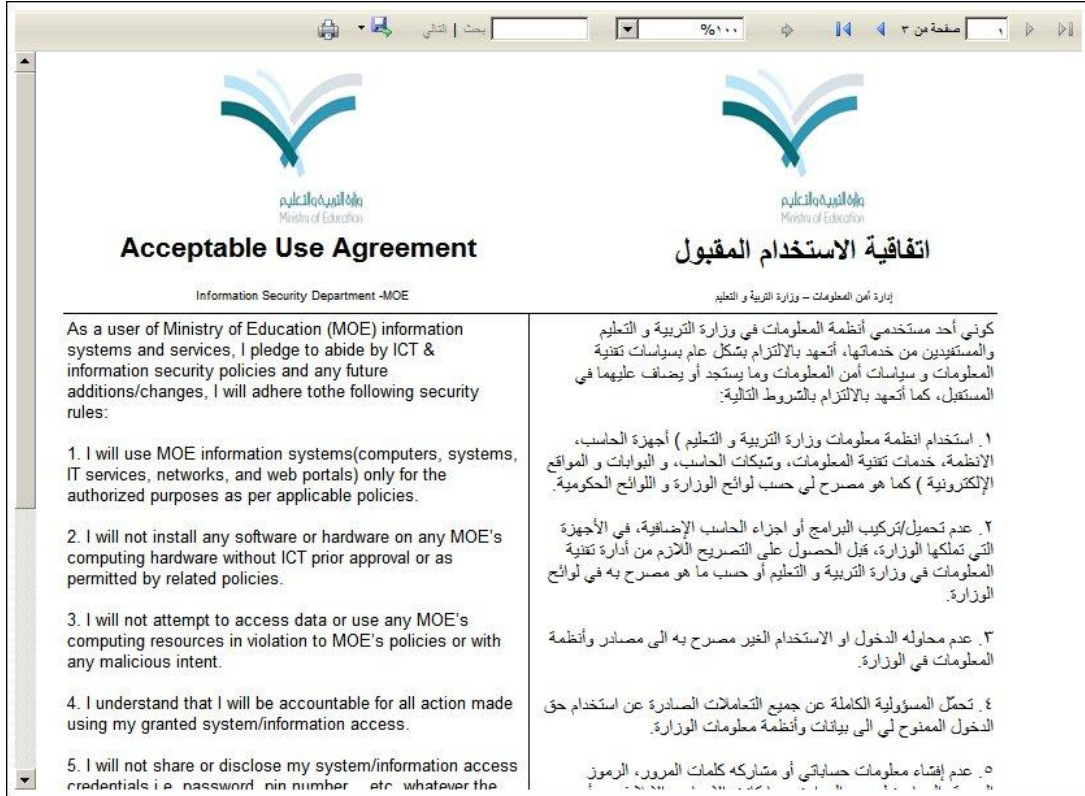 بحث | التالي
%١٠٠
١ صفحة من ٣
وزارة التربية والتعليم
Ministry of Education
Acceptable Use Agreement
Information Security Department -MOE
As a user of Ministry of Education (MOE) information
systems and services, I pledge to abide by ICT &
information security policies and any future
additions/changes, I will adhere tothe following security
rules:
1. I will use MOE information systems(computers, systems,
IT services, networks, and web portals) only for the
authorized purposes as per applicable policies.
2. I will not install any software or hardware on any MOE’s
computing hardware without ICT prior approval or as
permitted by related policies.
3. I will not attempt to access data or use any MOE’s
computing resources in violation to MOE’s policies or with
any malicious intent.
4. I understand that I will be accountable for all action made
using my granted system/information access.
5. I will not share or disclose my system/information access
credentials i.e. password, pin number... etc, whatever the
وزارة التربية والتعليم
Ministry of Education
اتفاقية الاستخدام المقبول
إدارة أمن المعلومات – وزارة التربية و التعليم
كوني أحد مستخدمي أنظمة المعلومات في وزارة التربية و التعليم
والمستفيدين من خدماتها، أتعهد بالالتزام بشكل عام بسياسات تقنية
المعلومات و سياسات أمن المعلومات وما يستجد أو يضاف عليهما في
المستقبل، كما أتعهد بالالتزام بالشروط التالية:
١. استخدام انظمة معلومات وزارة التربية و التعليم ) أجهزة الحاسب،
الانظمة، خدمات تقنية المعلومات، وشبكات الحاسب، و البوابات و المواقع
الإلكترونية ) كما هو مصرح لي حسب لوائح الوزارة و اللوائح الحكومية.
٢. عدم تحميل/تركيب البرامج أو اجزاء الحاسب الإضافية، في الأجهزة
التي تملكها الوزارة، قبل الحصول على التصريح اللازم من أدارة تقنية
المعلومات في وزارة التربية و التعليم أو حسب ما هو مصرح به في لوائح
الوزارة.
٣. عدم محاوله الدخول او الاستخدام الغير مصرح به الى مصادر وأنظمة
المعلومات في الوزارة.
٤. تحمّل المسؤولية الكاملة عن جميع التعاملات الصادرة عن استخدام حق
الدخول الممنوح لي الى بيانات وأنظمة معلومات الوزارة.
٥. عدم إفشاء معلومات حساباتي أو مشاركه كلمات المرور، الرموز